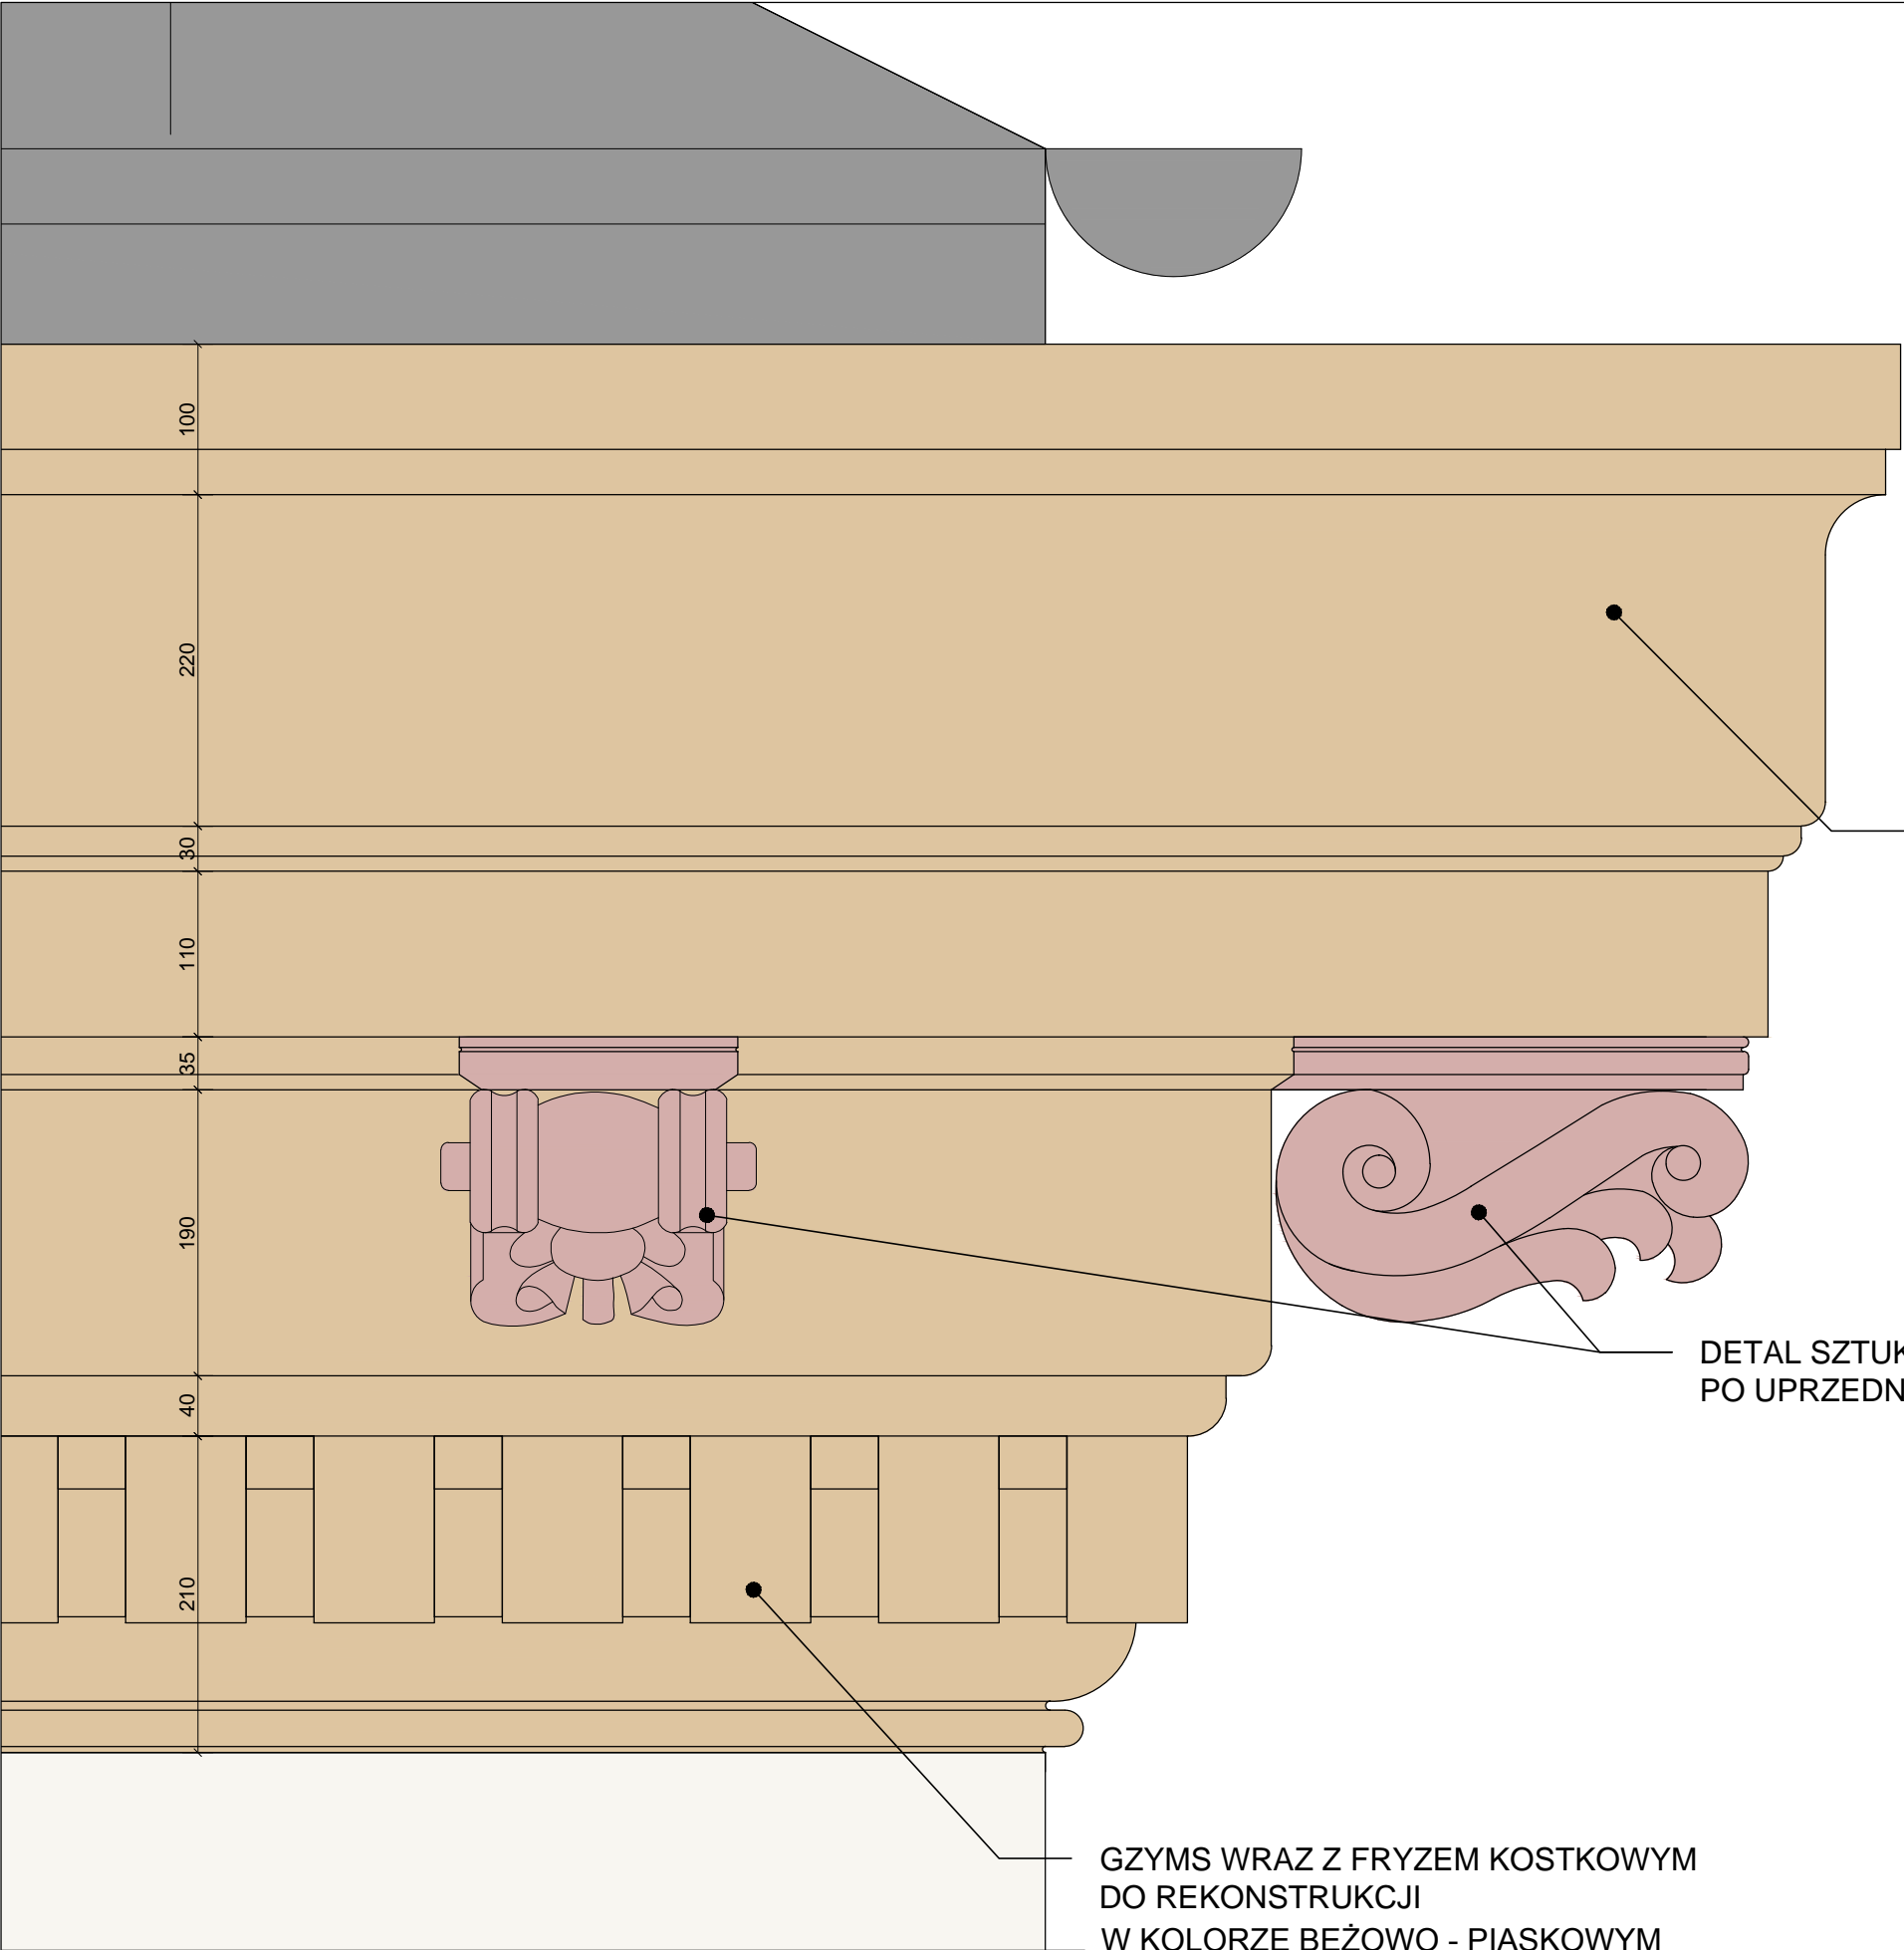 100
220
30
110
35
190
DETAL SZTUK
PO UPRZEDN
40
210
GZYMS WRAZ Z FRYZEM KOSTKOWYM
DO REKONSTRUKCJI
W KOLORZE BEŻOWO - PIASKOWYM